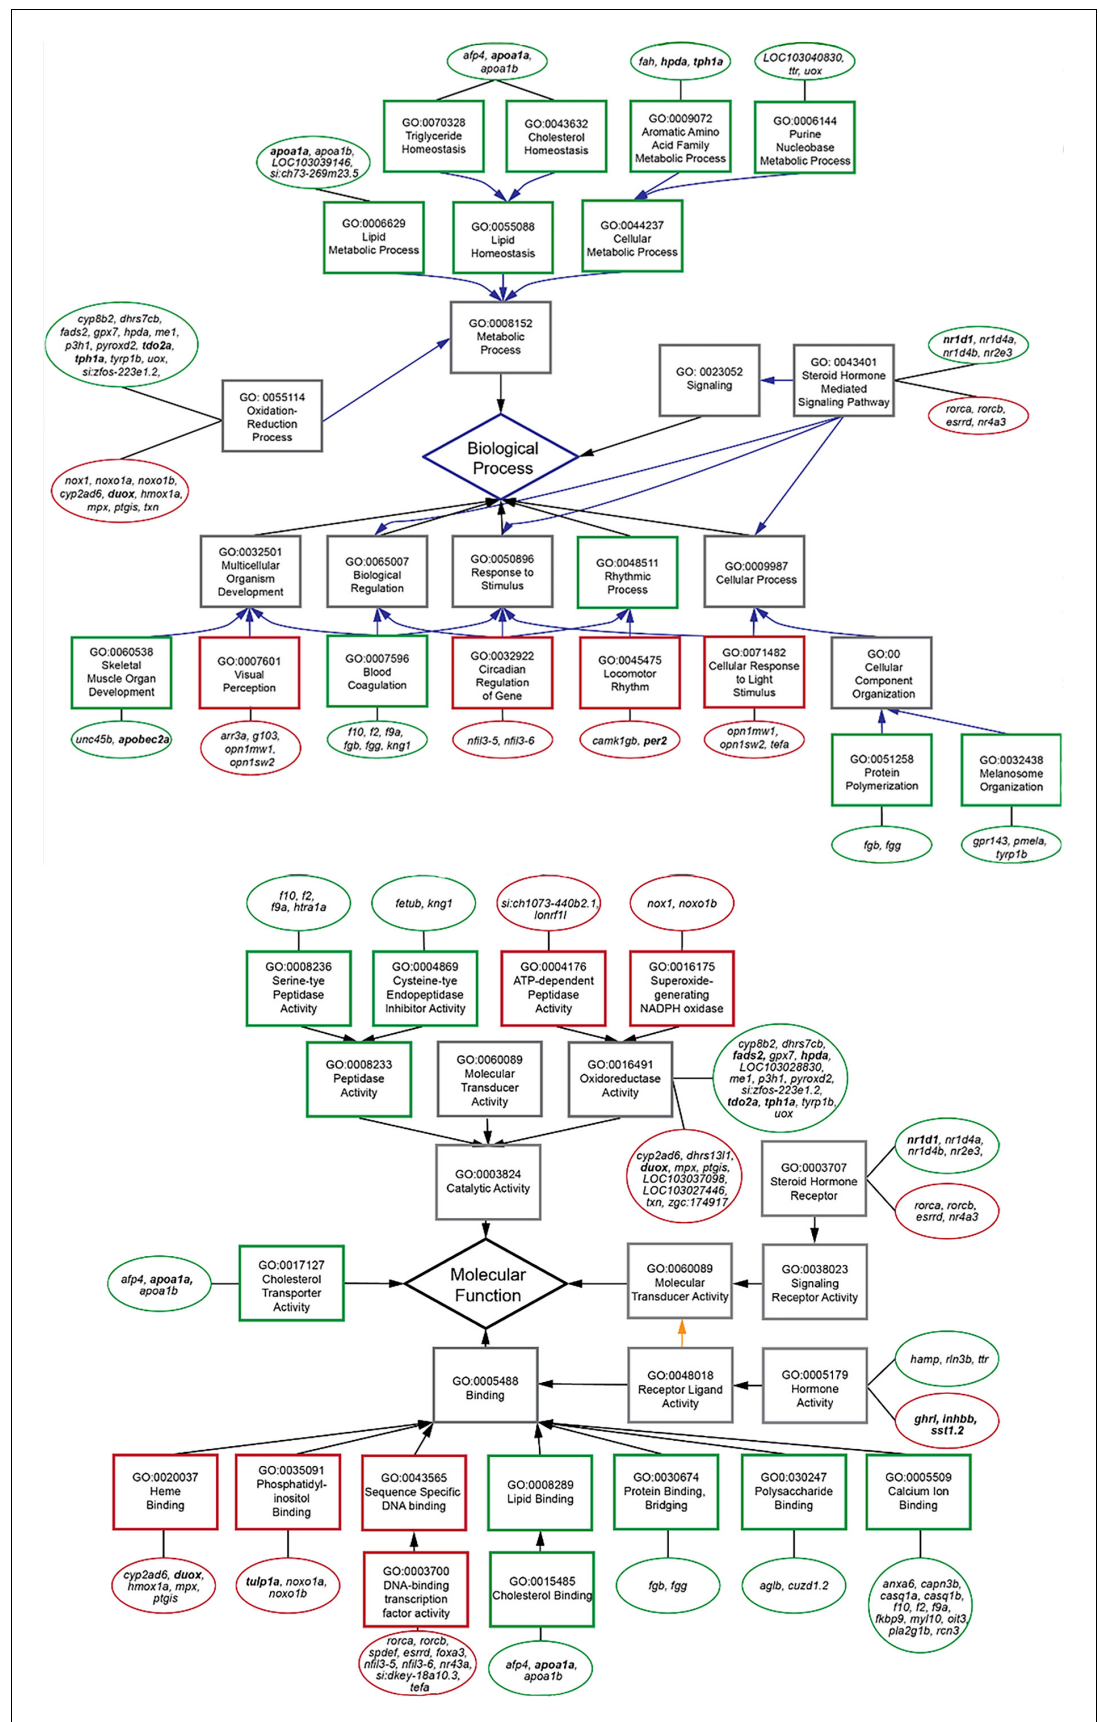 afp4, apoa1a,
apoa1b
fah, hpda, tph1a
LOC103040830,
ttr, uox
GO:0070328
Triglyceride
Homeostasis
GO:0043632
Cholesterol
Homeostasis
GO:0009072
Aromatic Amino
Acid Family
Metabolic Process
GO:0006144
Purine
Nucleobase
Metabolic Process
apoa1a, apoa1b,
LOC103039146,
si:ch73-269m23.5
GO:0006629
Lipid
Metabolic Process
GO:0055088
Lipid
Homeostasis
GO:0044237
Cellular
Metabolic Process
cyp8b2, dhrs7cb,
fads2, gpx7, hpda, me1,
p3h1, pyroxd2, tdo2a,
tph1a, tyrp1b, uox,
si:zfos-223e1.2,
GO:0008152
Metabolic
Process
GO: 0023052
Signaling
GO: 0043401
Steroid Hormone
Mediated
Signaling Pathway
nr1d1, nr1d4a,
nr1d4b, nr2e3
rorca, rorcb,
esrrd, nr4a3
GO: 0055114
Oxidation-
Reduction
Process
Biological
Process
nox1, noxo1a, noxo1b,
cyp2ad6, duox, hmox1a,
mpx, ptgis, txn
GO:0032501
Multicellular
Organism
Development
GO:0065007
Biological
Regulation
GO:0050896
Response to
Stimulus
GO:0048511
Rhythmic
Process
GO:0009987
Cellular Process
GO:0060538
Skeletal
Muscle Organ
Development
GO:0007601
Visual
Perception
GO:0007596
Blood
Coagulation
GO:0032922
Circadian
Regulation
of Gene
GO:0045475
Locomotor
Rhythm
GO:0071482
Cellular Response
to Light
Stimulus
GO:00
Cellular
Component
Organization
unc45b, apobec2a
arr3a, g103,
opn1mw1,
opn1sw2
f10, f2, f9a,
fgb, fgg, kng1
nfil3-5, nfil3-6
camk1gb, per2
opn1mw1,
opn1sw2, tefa
GO:0051258
Protein
Polymerization
GO:0032438
Melanosome
Organization
fgb, fgg
gpr143, pmela,
tyrp1b
f10, f2,
f9a, htra1a
fetub, kng1
si:ch1073-440b2.1,
lonrf1l
nox1, noxo1b
GO:0008236
Serine-tye
Peptidase
Activity
GO:0004869
Cysteine-tye
Endopeptidase
Inhibitor Activity
GO:0004176
ATP-dependent
Peptidase
Activity
GO:0016175
Superoxide-
generating
NADPH oxidase
GO:0008233
Peptidase
Activity
GO:0060089
Molecular
Transducer
Activity
GO:0016491
Oxidoreductase
Activity
cyp8b2, dhrs7cb,
fads2, gpx7, hpda,
LOC103028830,
me1, p3h1, pyroxd2,
si:zfos-223e1.2,
tdo2a, tph1a, tyrp1b,
uox
cyp2ad6, dhrs13l1,
duox, mpx, ptgis,
LOC103037098,
LOC103027446,
txn, zgc:174917
GO:0003824
Catalytic Activity
GO:0003707
Steroid Hormone
Receptor
nr1d1, nr1d4a,
nr1d4b, nr2e3,
rorca, rorcb,
esrrd, nr4a3
afp4, apoa1a,
apoa1b
GO:0017127
Cholesterol
Transporter
Activity
Molecular
Function
GO:0060089
Molecular
Transducer Activity
GO:0038023
Signaling
Receptor Activity
GO:0005488
Binding
GO:0048018
Receptor Ligand
Activity
GO:0005179
Hormone
Activity
hamp, rln3b, ttr
ghrl, inhbb,
sst1.2
GO:0020037
Heme
Binding
GO:0035091
Phosphatidyl-
inositol
Binding
GO:0043565
Sequence Specific
DNA binding
GO:0008289
Lipid Binding
GO:0030674
Protein Binding,
Bridging
GO0:030247
Polysaccharide
Binding
GO:0005509
Calcium Ion
Binding
cyp2ad6, duox,
hmox1a, mpx,
ptgis
tulp1a, noxo1a,
noxo1b
GO:0003700
DNA-binding
transcription
factor activity
GO:0015485
Cholesterol Binding
fgb, fgg
aglb, cuzd1.2
anxa6, capn3b,
casq1a, casq1b,
f10, f2, f9a,
fkbp9, myl10, oit3,
pla2g1b, rcn3
rorca, rorcb,
spdef, esrrd, foxa3,
nfil3-5, nfil3-6, nr43a,
si:dkey-18a10.3,
tefa
afp4, apoa1a,
apoa1b